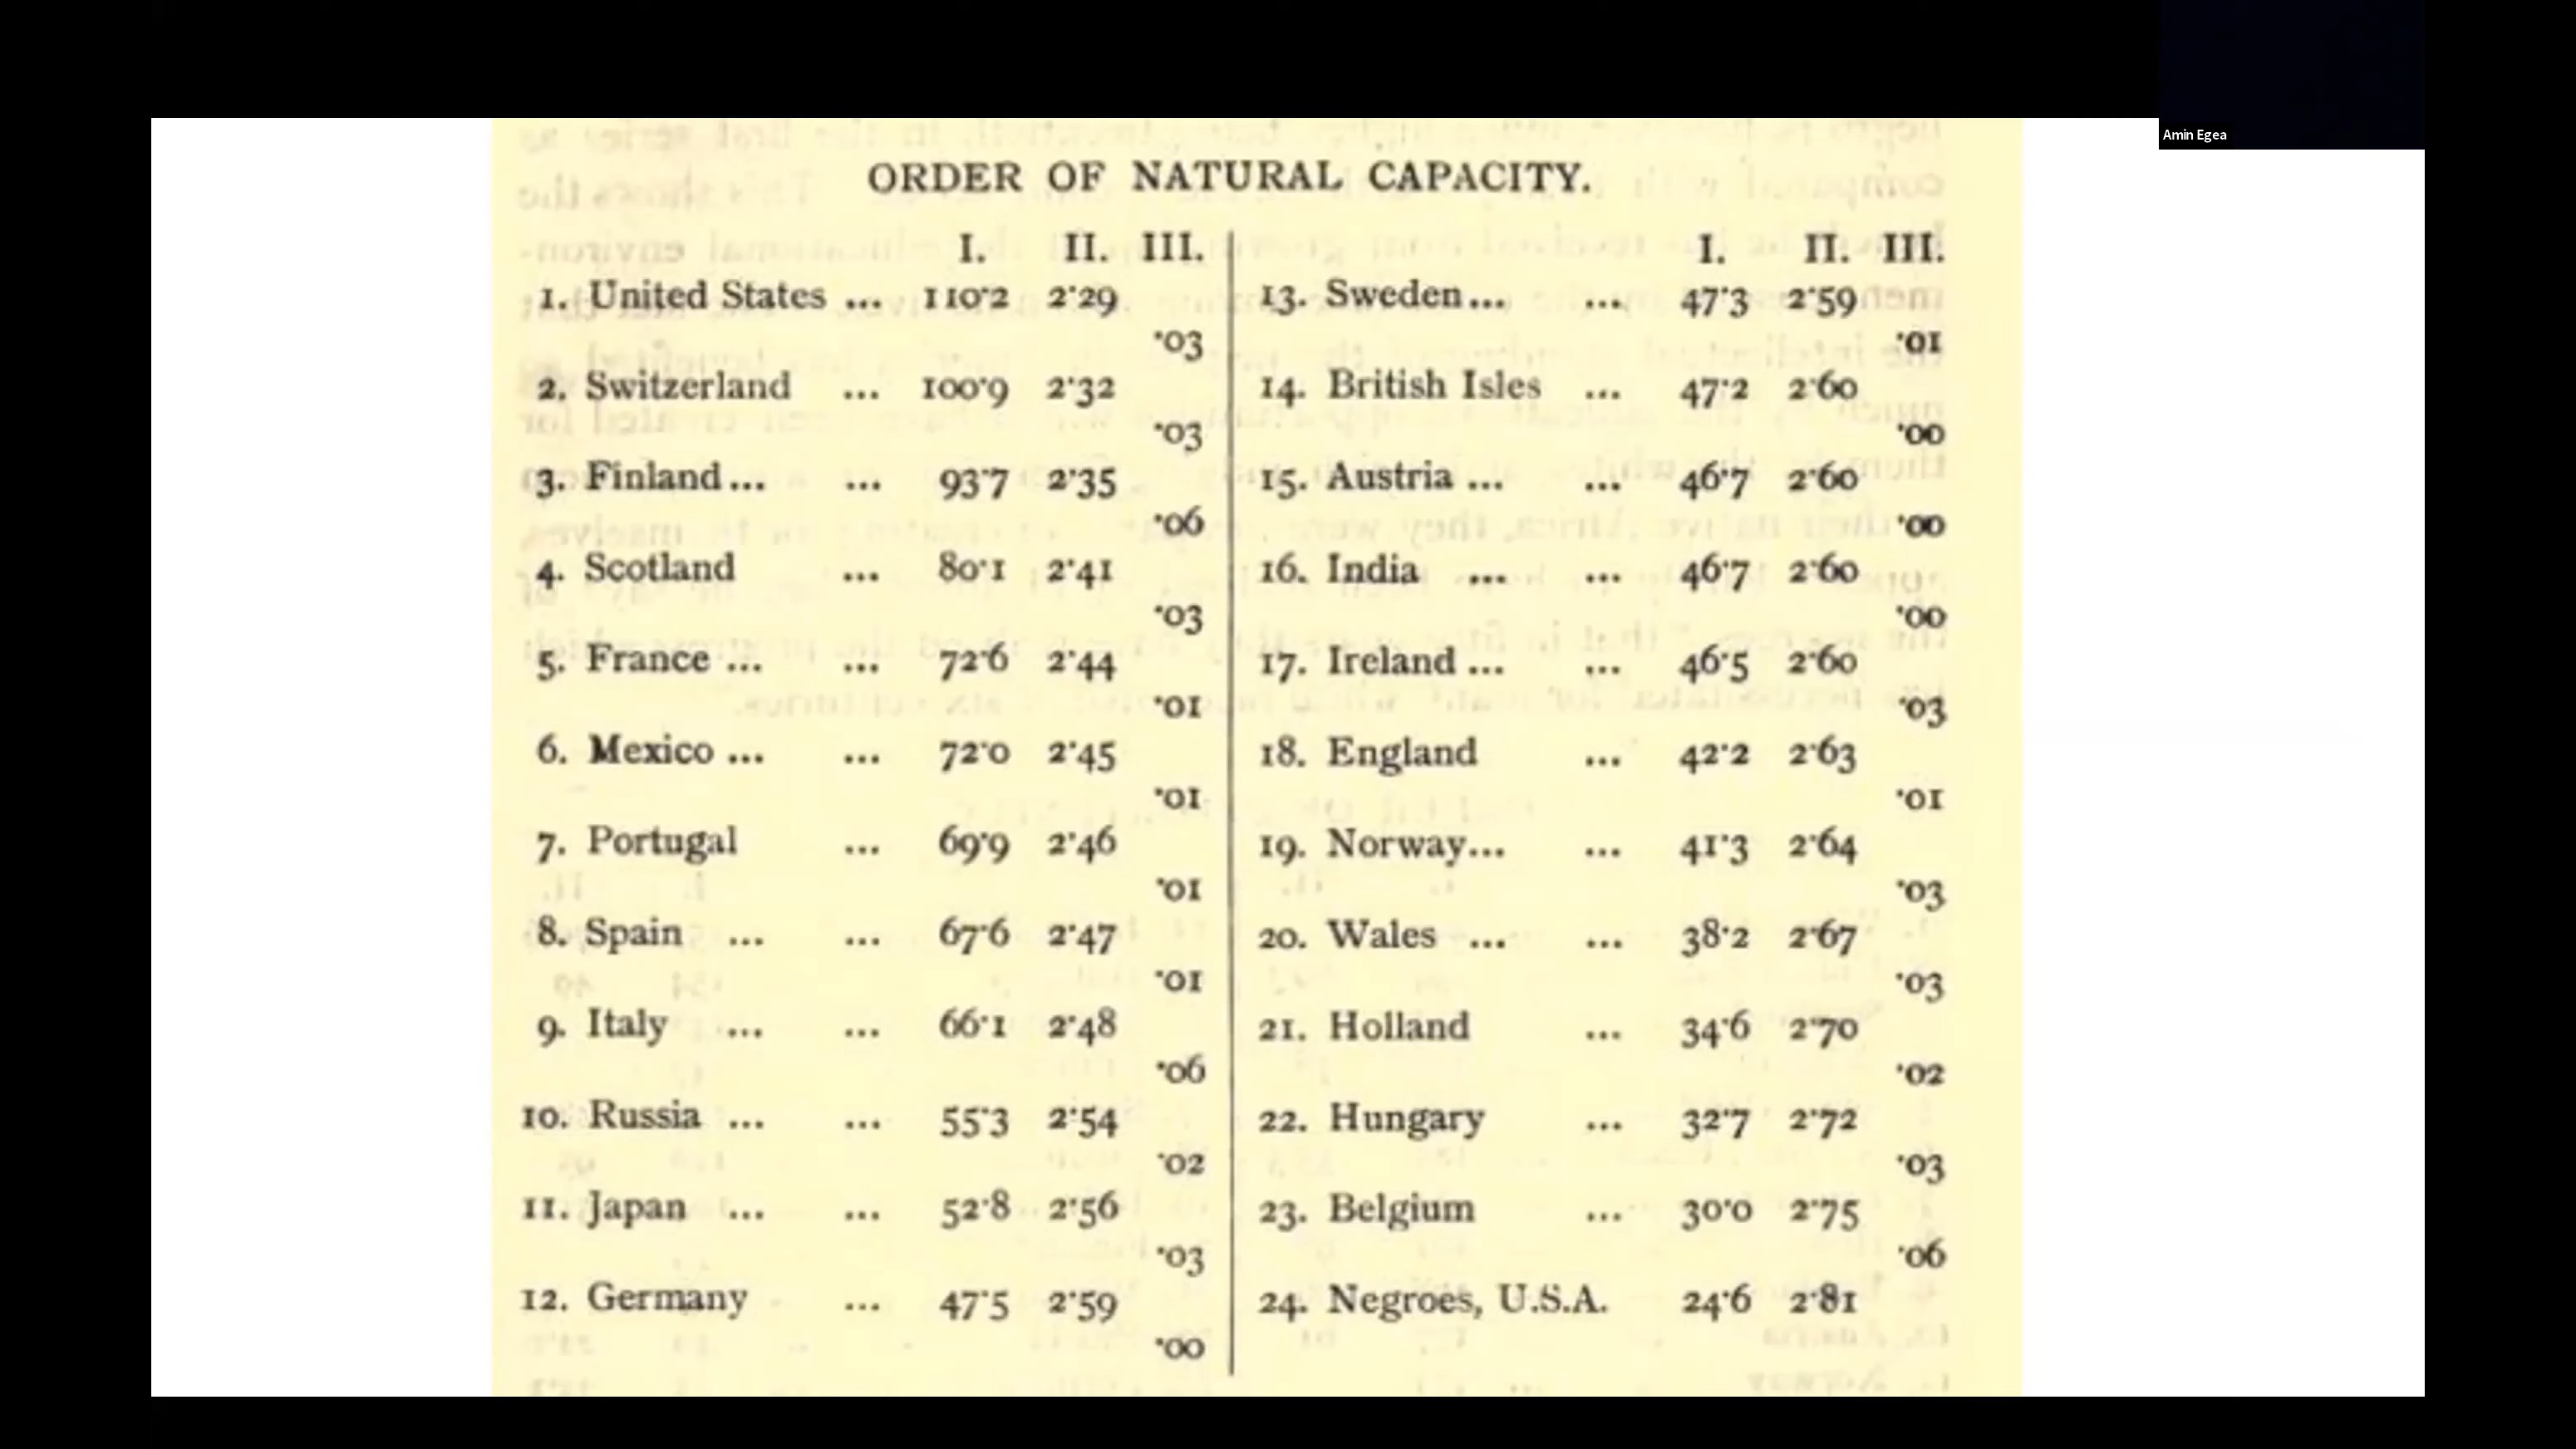 Amin Egea
ORDER OF NATURAL CAPACITY.
I. II. III.
1. United States ... 110·2 2·29
·03
2. Switzerland ... 100·9 2·32
·03
3. Finland ... ... 93·7 2·35
·06
4. Scotland ... 80·1 2·41
·03
5. France ... ... 72·6 2·44
·01
6. Mexico ... ... 72·0 2·45
·01
7. Portugal ... 69·9 2·46
·01
8. Spain ... ... 67·6 2·47
·01
9. Italy ... ... 66·1 2·48
·06
10. Russia ... ... 55·3 2·54
·02
11. Japan ... ... 52·8 2·56
·03
12. Germany ... 47·5 2·59
·00
I. II. III.
13. Sweden ... ... 47·3 2·59
·01
14. British Isles ... 47·2 2·60
·00
15. Austria ... ... 46·7 2·60
·00
16. India ... ... 46·7 2·60
·00
17. Ireland ... ... 46·5 2·60
·03
18. England ... 42·2 2·63
·01
19. Norway ... ... 41·3 2·64
·03
20. Wales ... ... 38·2 2·67
·03
21. Holland ... 34·6 2·70
·02
22. Hungary ... 32·7 2·72
·03
23. Belgium ... 30·0 2·75
·06
24. Negroes, U.S.A. 24·6 2·81